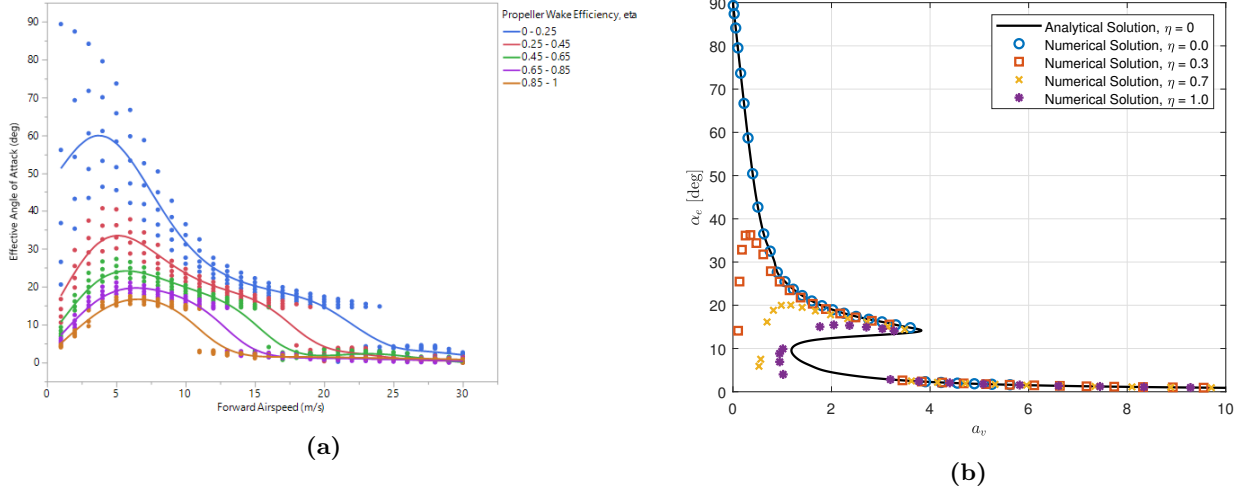 Propeller Wake Efficiency, eta
0 - 0.25
0.25 - 0.45
0.45 - 0.65
0.65 - 0.85
0.85 - 1
Effective Angle of Attack (deg)
90
80
70
60
50
40
30
20
10
0
0 5 10 15 20 25 30
Forward Airspeed (m/s)
(a)
Analytical Solution, η = 0
Numerical Solution, η = 0.0
Numerical Solution, η = 0.3
Numerical Solution, η = 0.7
Numerical Solution, η = 1.0
α_e [deg]
90
80
70
60
50
40
30
20
10
0
0 2 4 6 8 10
a_v
(b)